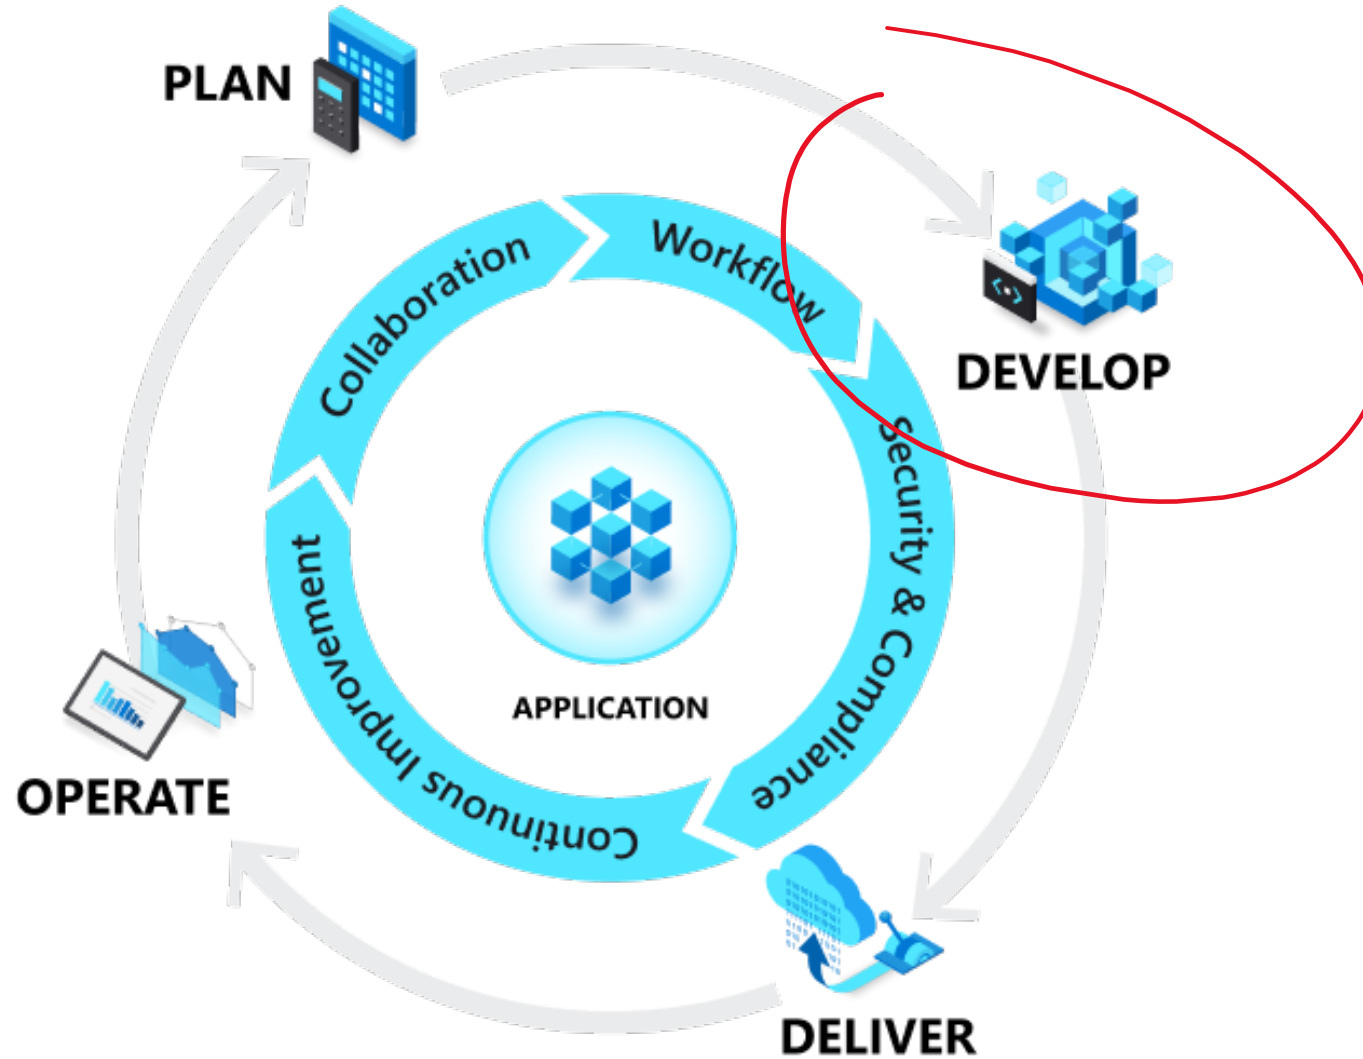 PLAN
DEVELOP
DELIVER
OPERATE
Collaboration
Workflow
Security & Compliance
Continuous Improvement
APPLICATION